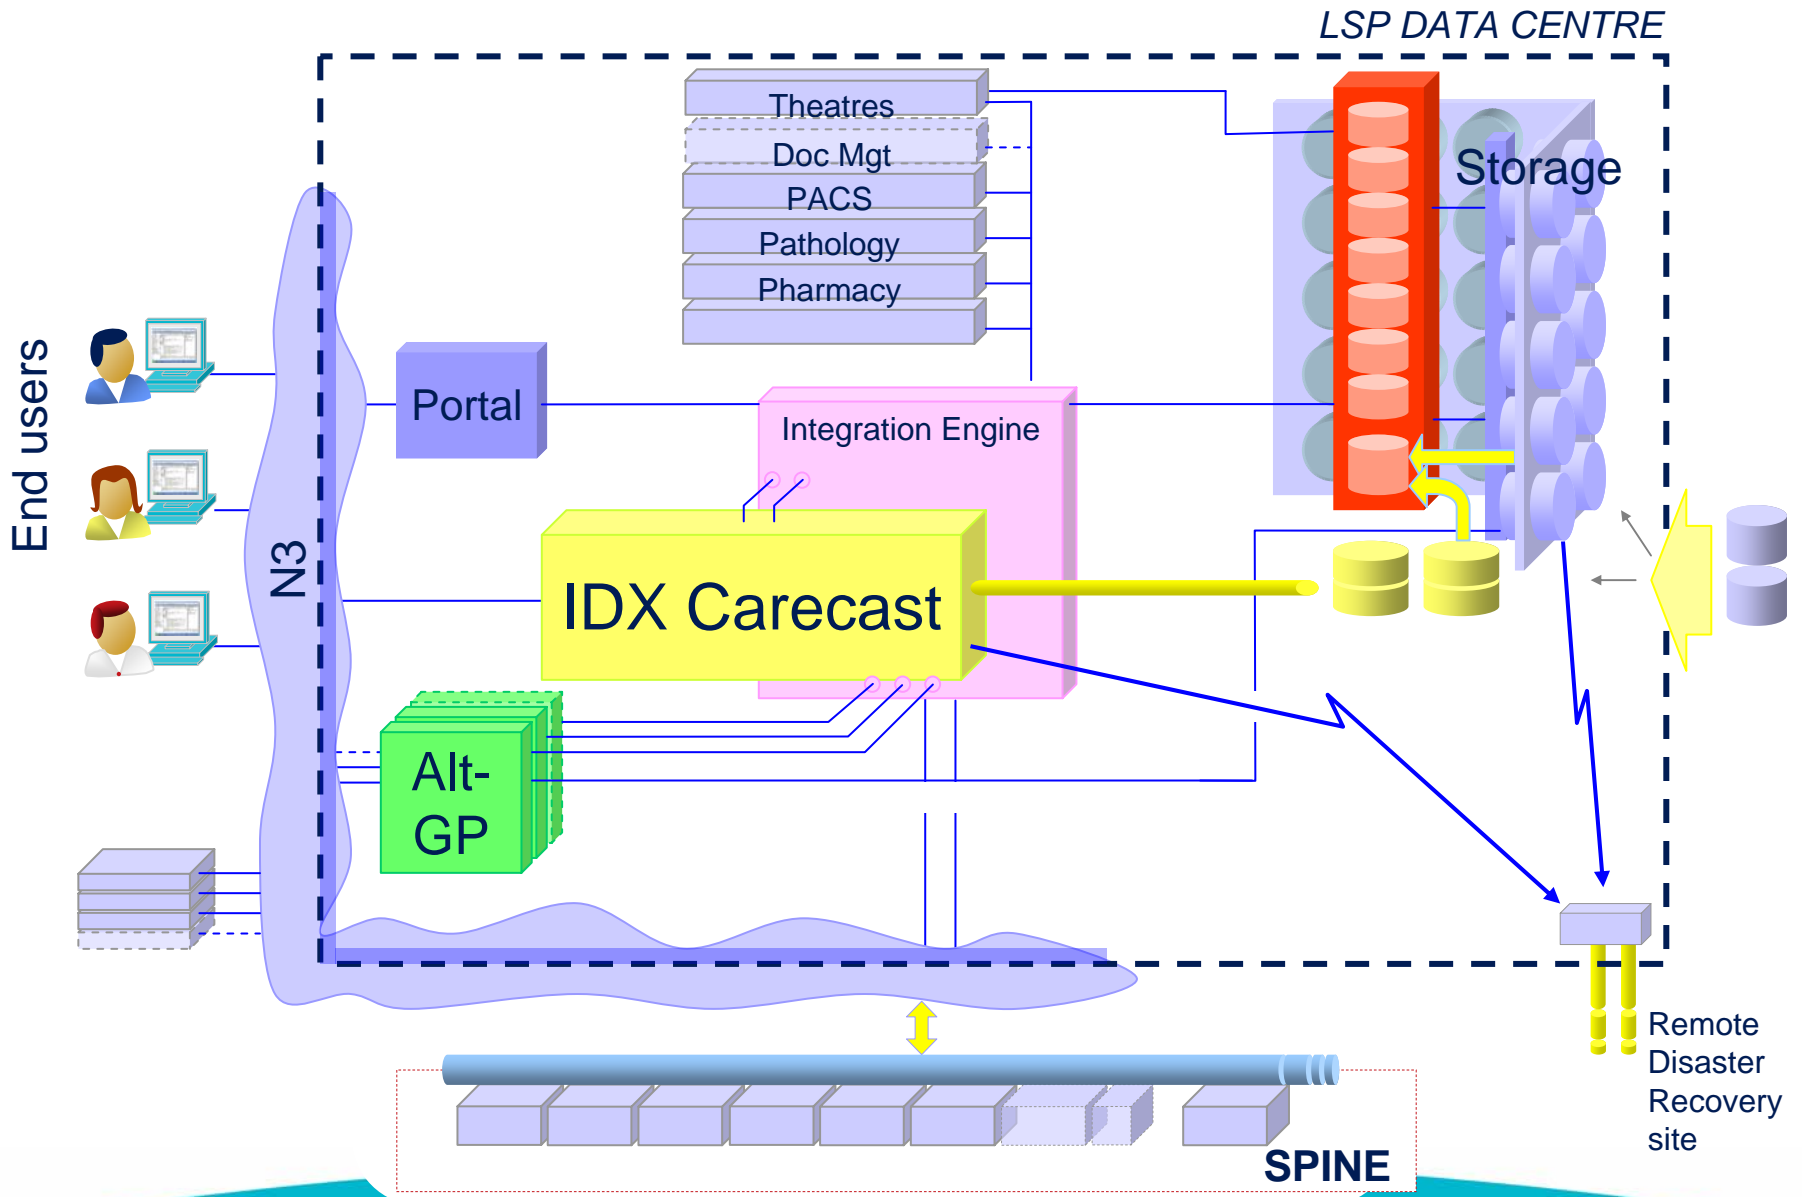 LSP DATA CENTRE
Theatres
Doc Mgt
PACS
Pathology
Pharmacy
Storage
End users
N3
Portal
Integration Engine
IDX Carecast
Alt-
GP
Remote
Disaster
Recovery
site
SPINE